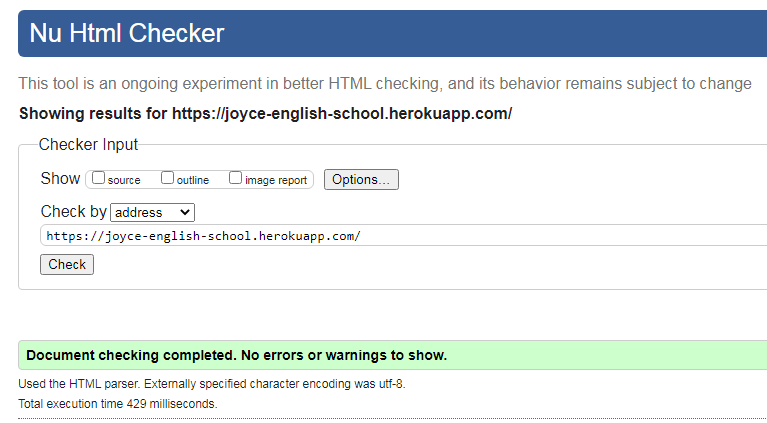 Nu Html Checker
This tool is an ongoing experiment in better HTML checking, and its behavior remains subject to change
Showing results for https://joyce-english-school.herokuapp.com/
Checker Input
Show source outline image report Options...
Check by address
https://joyce-english-school.herokuapp.com/
Check
Document checking completed. No errors or warnings to show.
Used the HTML parser. Externally specified character encoding was utf-8.
Total execution time 429 milliseconds.